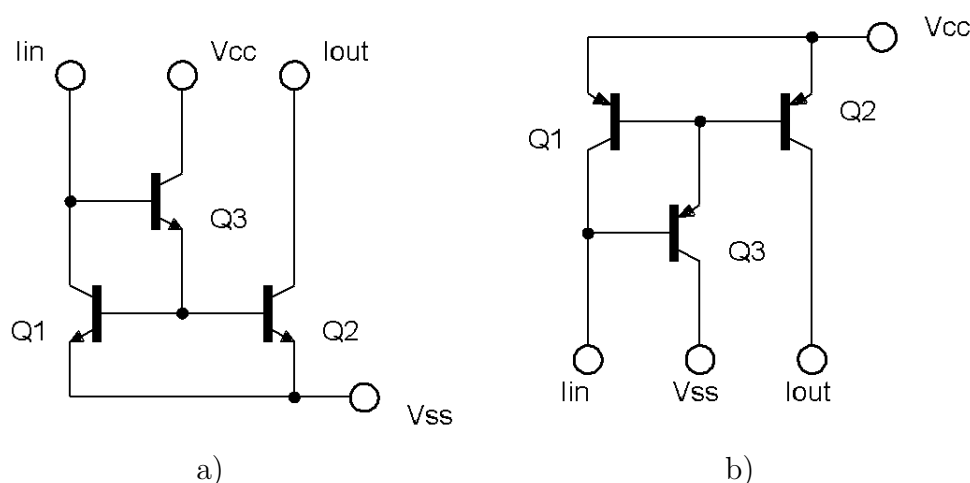 Iin
Vcc
Iout
Q3
Q1
Q2
Vss
a)
Vcc
Q1
Q2
Q3
Iin
Vss
Iout
b)